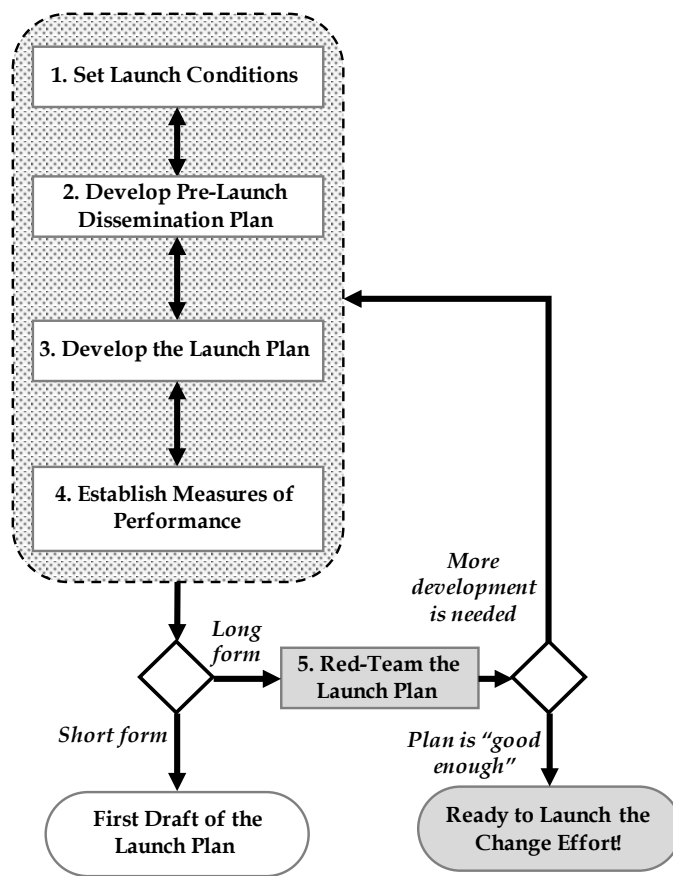 1. Set Launch Conditions
2. Develop Pre-Launch
Dissemination Plan
3. Develop the Launch Plan
4. Establish Measures of
Performance
More
development
is needed
Long
form
5. Red-Team the
Launch Plan
Short form
Plan is “good
enough”
First Draft of the
Launch Plan
Ready to Launch the
Change Effort!